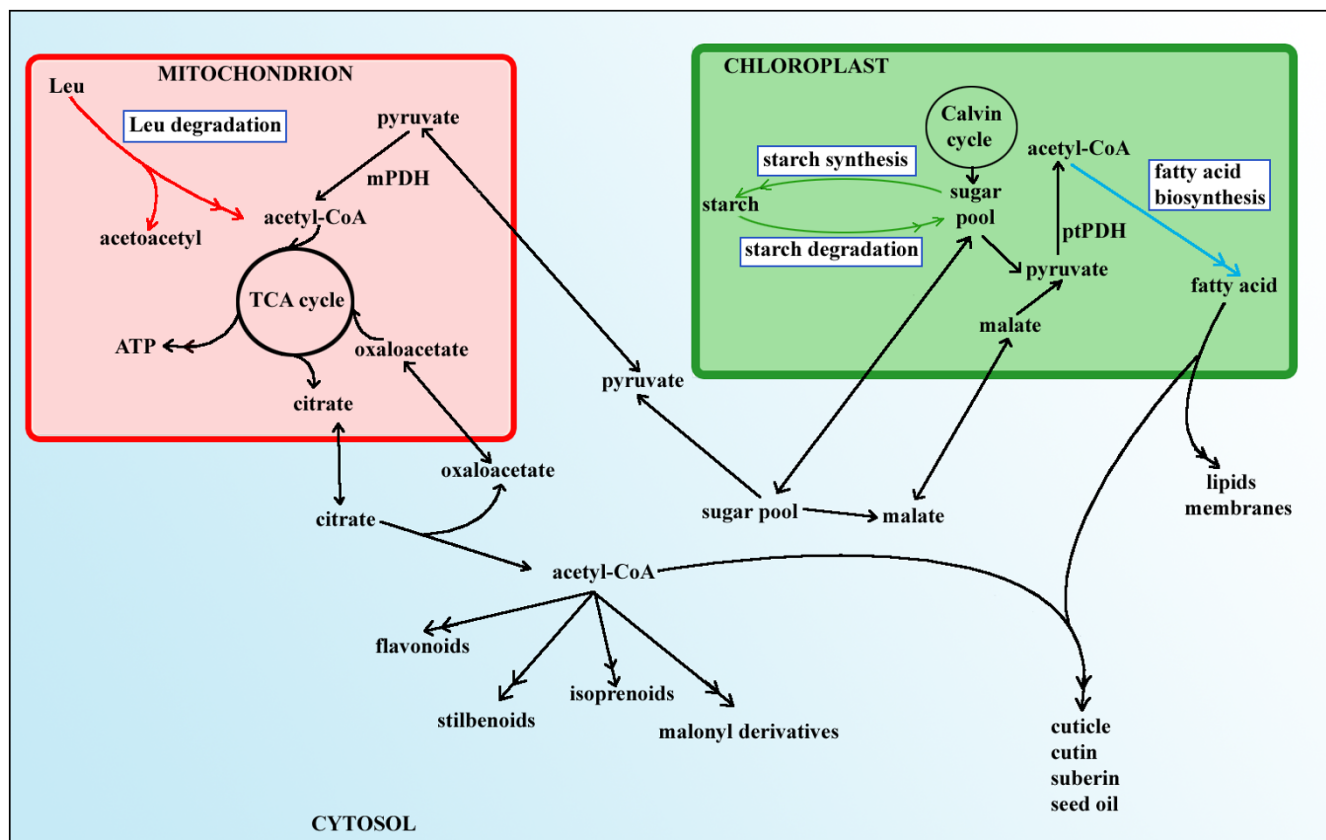 MITOCHONDRION
Leu
Leu degradation
pyruvate
mPDH
acetyl-CoA
acetoacetyl
TCA cycle
ATP
oxaloacetate
citrate
CHLOROPLAST
Calvin
cycle
acetyl-CoA
starch synthesis
fatty acid
biosynthesis
starch
sugar
pool
ptPDH
starch degradation
pyruvate
fatty acid
malate
pyruvate
oxaloacetate
citrate
sugar pool
malate
lipids
membranes
acetyl-CoA
flavonoids
stilbenoids
isoprenoids
malonyl derivatives
cuticle
cutin
suberin
seed oil
CYTOSOL